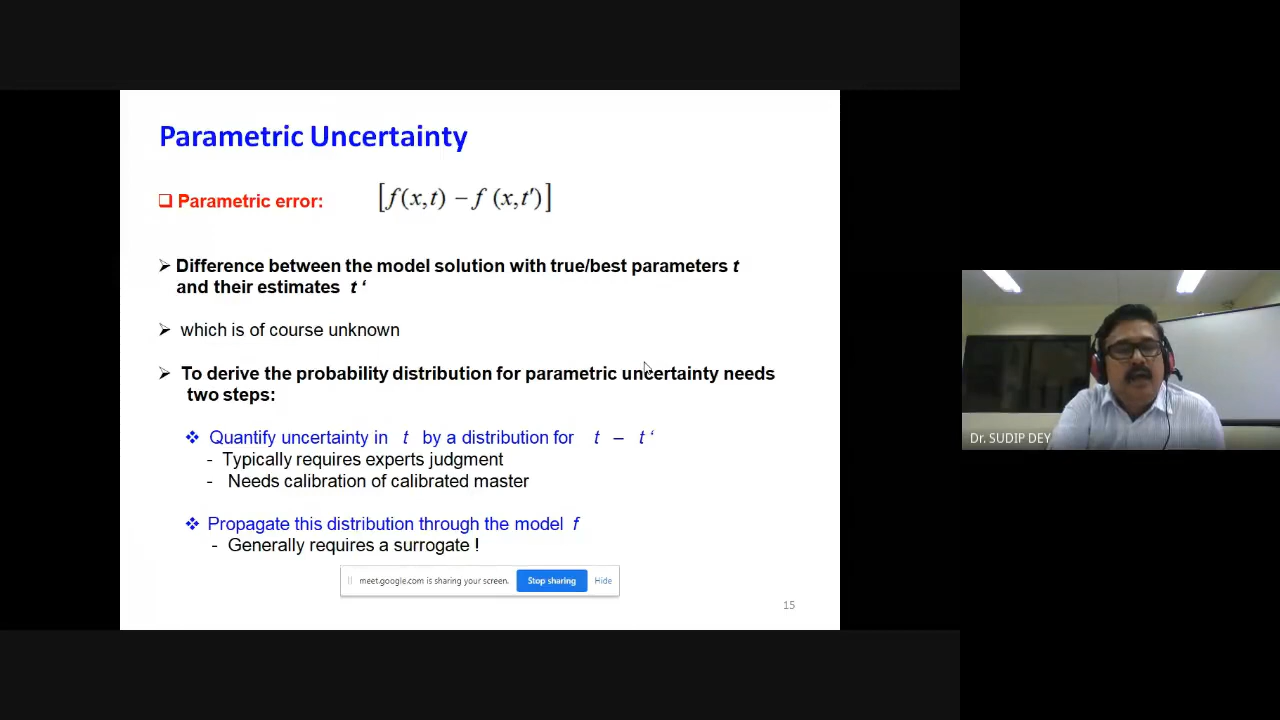 Parametric Uncertainty
❑ Parametric error: [f(x,t) – f (x,t′)]
➢ Difference between the model solution with true/best parameters t
and their estimates t ‘
➢ which is of course unknown
➢ To derive the probability distribution for parametric uncertainty needs
two steps:
❖ Quantify uncertainty in t by a distribution for t – t ‘
- Typically requires experts judgment
- Needs calibration of calibrated master
❖ Propagate this distribution through the model f
- Generally requires a surrogate !
meet.google.com is sharing your screen. Stop sharing Hide
15
Dr. SUDIP DEY